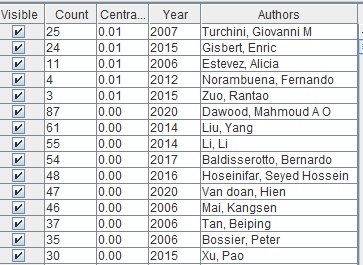 Visible Count Centra... Year Authors
25 0.01 2007 Turchini, Giovanni M
24 0.01 2015 Gisbert, Enric
11 0.01 2006 Estevez, Alicia
4 0.01 2012 Norambuena, Fernando
3 0.01 2015 Zuo, Rantao
87 0.00 2020 Dawood, Mahmoud A O
61 0.00 2014 Liu, Yang
55 0.00 2014 Li, Li
54 0.00 2017 Baldisserotto, Bernardo
48 0.00 2016 Hoseinifar, Seyed Hossein
47 0.00 2020 Van doan, Hien
46 0.00 2006 Mai, Kangsen
37 0.00 2006 Tan, Beiping
35 0.00 2006 Bossier, Peter
30 0.00 2015 Xu, Pao